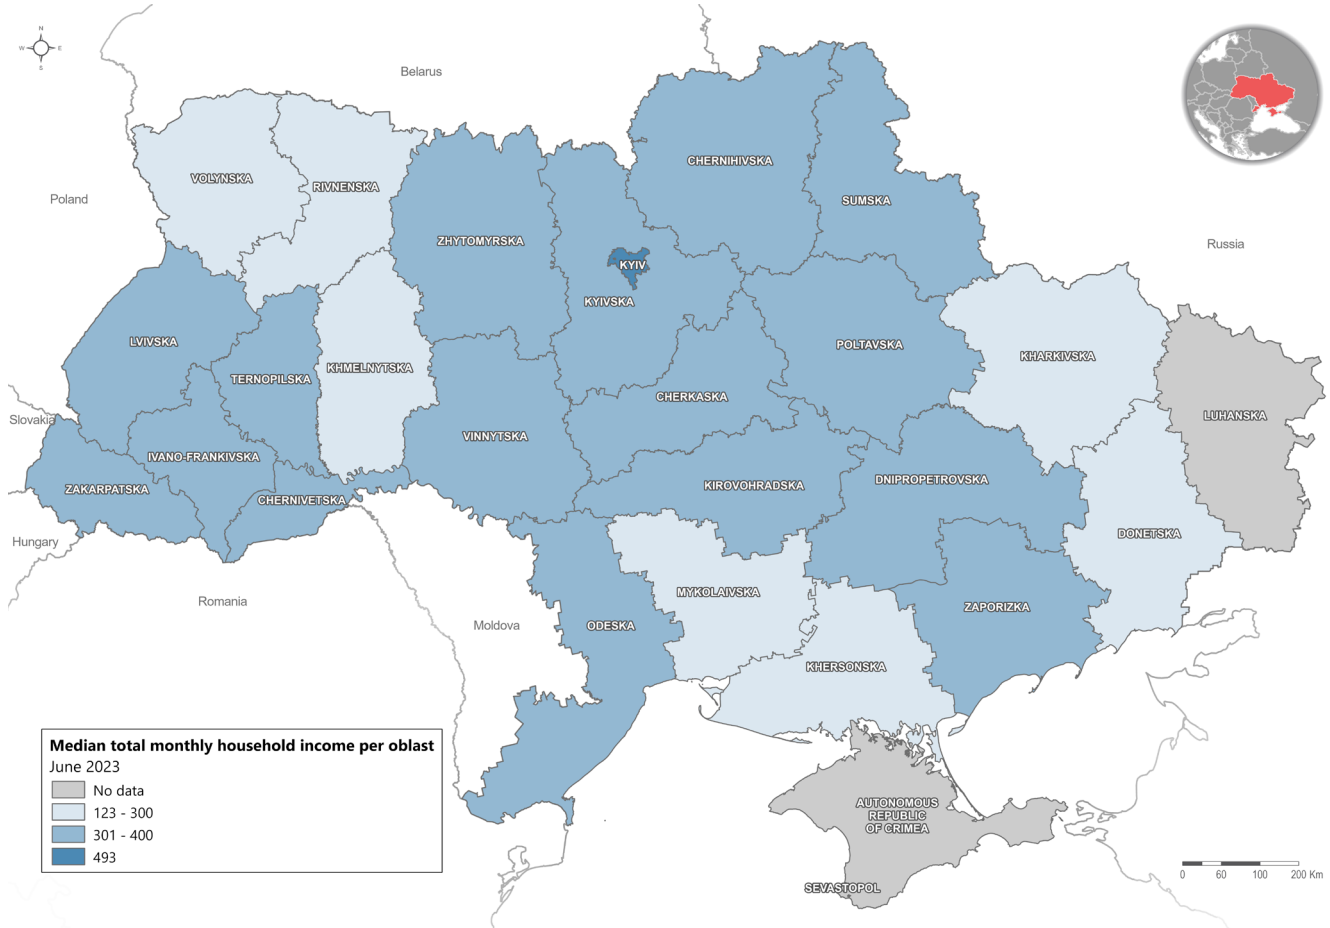 N
W
E
S
Belarus
Poland
Russia
Slovakia
Hungary
Romania
Moldova
VOLYNSKA
RIVNENSKA
ZHYTOMYRSKA
CHERNIHIVSKA
SUMSKA
KYIV
KYIVSKA
LVIVSKA
TERNOPILSKA
KHMELNYTSKA
POLTAVSKA
KHARKIVSKA
CHERKASKA
LUHANSKA
VINNYTSKA
IVANO-FRANKIVSKA
ZAKARPATSKA
CHERNIVETSKA
KIROVOHRADSKA
DNIPROPETROVSKA
DONETSKA
MYKOLAIVSKA
ZAPORIZKA
ODESKA
KHERSONSKA
AUTONOMOUS
REPUBLIC
OF CRIMEA
SEVASTOPOL
Median total monthly household income per oblast
June 2023
No data
123 - 300
301 - 400
493
0 60 100 200 Km